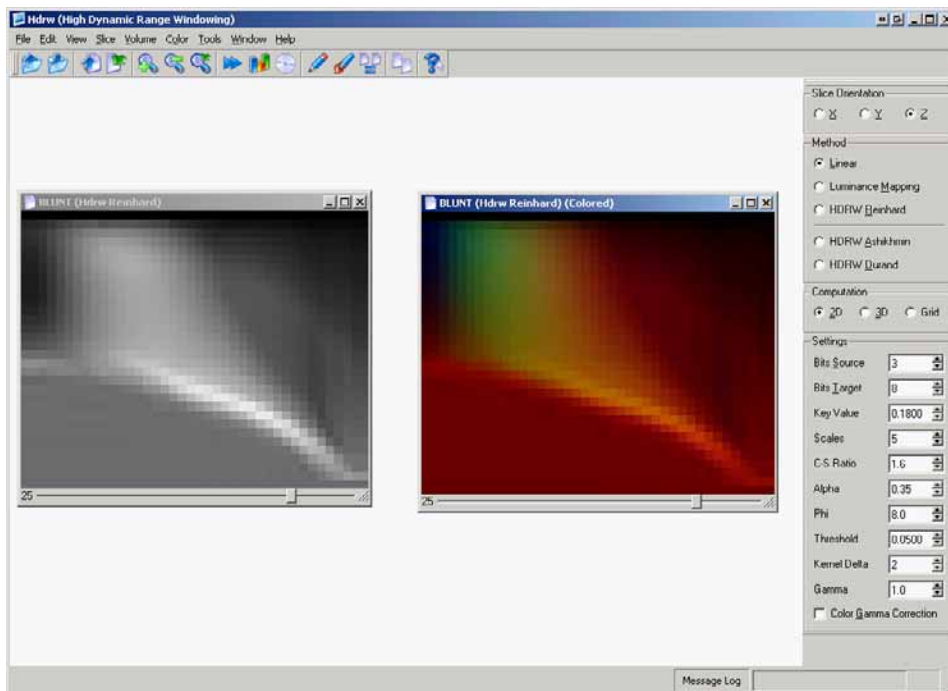 Hdrw (High Dynamic Range Windowing)
File Edit View Slice Volume Color Tools Window Help
BLUNT (Hdrw Reinhard)
25
BLUNT (Hdrw Reinhard) (Colored)
25
Slice Orientation
X Y Z
Method
Linear
Luminance Mapping
HDRW Reinhard
HDRW Ashikhmin
HDRW Durand
Computation
2D 3D Grid
Settings
Bits Source 3
Bits Target 8
Key Value 0.1800
Scales 5
C-S Ratio 1.6
Alpha 0.35
Phi 8.0
Threshold 0.0500
Kernel Delta 2
Gamma 1.0
Color Gamma Correction
Message Log